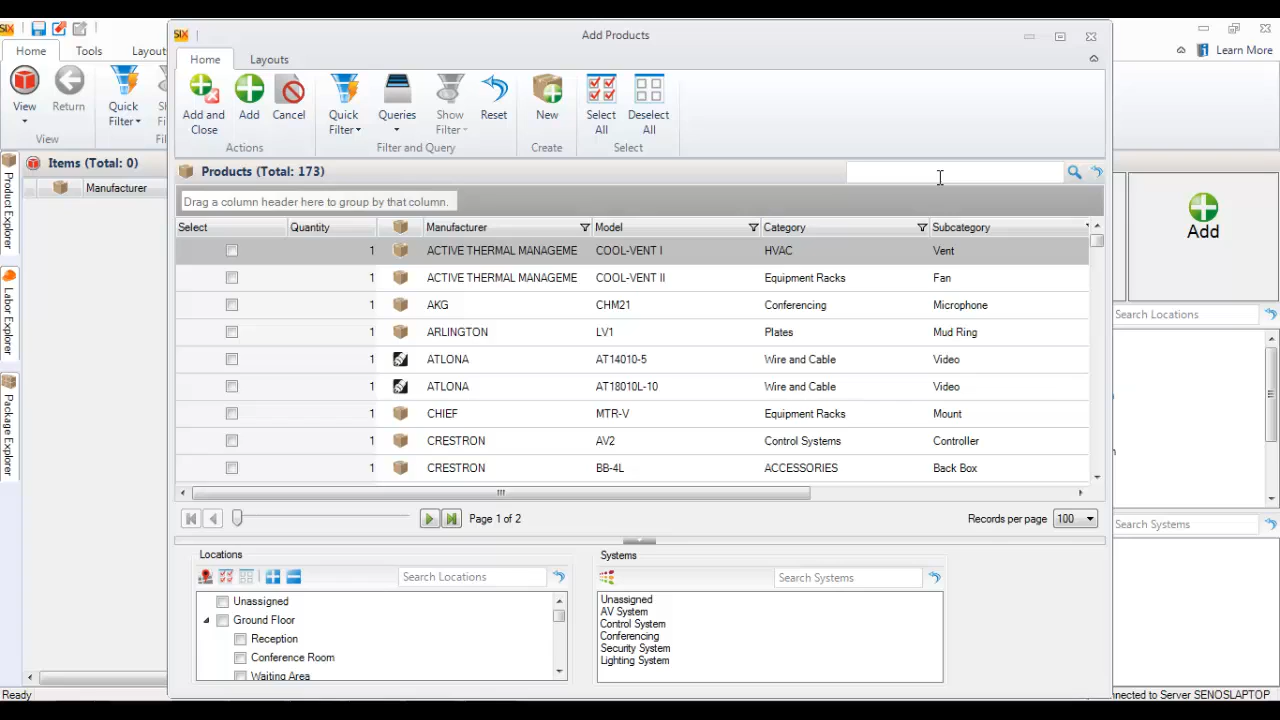 SIX
SIX
Add Products
Home Tools Layout
Home Layouts
Learn More
View
Return
Quick Filter
View
Add and Close
Add
Cancel
Quick Filter
Queries
Show Filter
Reset
New
Select All
Deselect All
Actions
Filter and Query
Create
Select
Items (Total: 0)
Products (Total: 173)
Manufacturer
Drag a column header here to group by that column.
Select Quantity Manufacturer Model Category Subcategory
1 ACTIVE THERMAL MANAGEME COOL-VENT I HVAC Vent
1 ACTIVE THERMAL MANAGEME COOL-VENT II Equipment Racks Fan
1 AKG CHM21 Conferencing Microphone
1 ARLINGTON LV1 Plates Mud Ring
1 ATLONA AT14010-5 Wire and Cable Video
1 ATLONA AT18010L-10 Wire and Cable Video
1 CHIEF MTR-V Equipment Racks Mount
1 CRESTRON AV2 Control Systems Controller
1 CRESTRON BB-4L ACCESSORIES Back Box
Page 1 of 2
Records per page 100
Locations
Search Locations
Unassigned
Ground Floor
Reception
Conference Room
Waiting Area
Systems
Search Systems
Unassigned
AV System
Control System
Conferencing
Security System
Lighting System
Product Explorer
Labor Explorer
Package Explorer
Add
Search Locations
Search Systems
Ready
nnected to Server SENOSLAPTOP